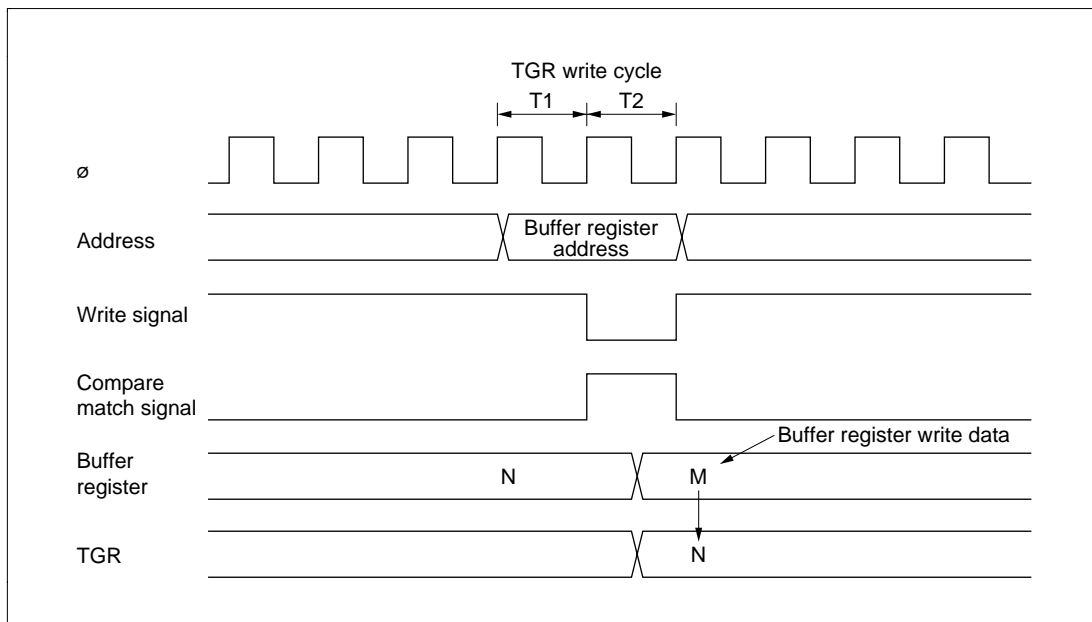 TGR write cycle
T1 T2
ø
Address
Buffer register
address
Write signal
Compare
match signal
Buffer register write data
Buffer
register
N M
TGR
N